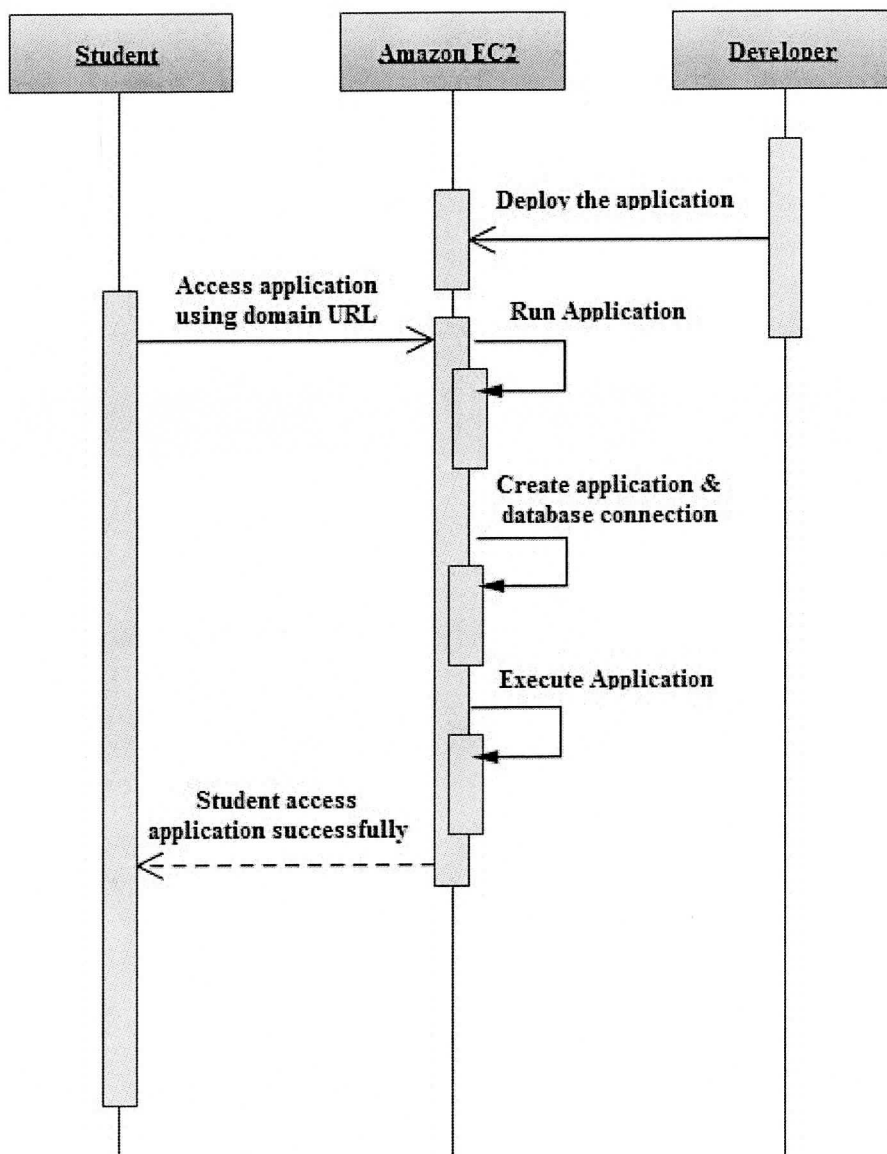 Student
Amazon EC2
Developer
Deploy the application
Access application
using domain URL
Run Application
Create application &
database connection
Execute Application
Student access
application successfully